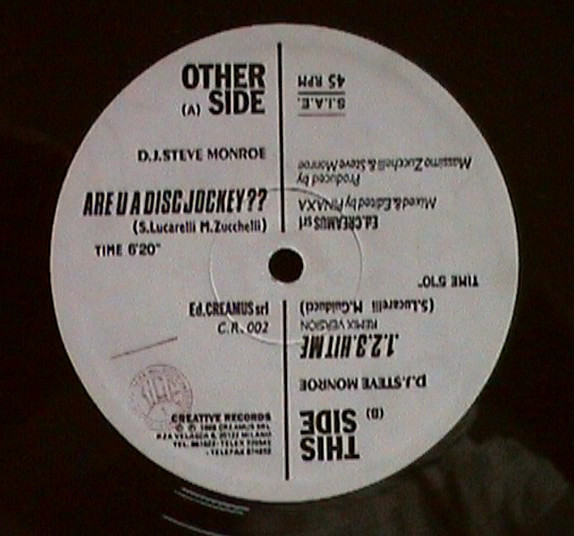 OTHER
(A) SIDE
D.J.STEVE MONROE
ARE U A DISC JOCKEY??
(S.Lucarelli M.Zucchelli)
TIME 6'20"
Ed.CREAMUS srl
C.R. 002
CREATIVE RECORDS
THIS
SIDE (B)
D.J.STEVE MONROE
1.2.3. HIT ME
REMIX VERSION
(S.Lucarelli M.Guiducci)
TIME 5'10"
Ed.CREAMUS srl
Mixed & Edited by PINAXA
Produced by
Massimo Zucchelli & Steve Monroe
S.I.A.E.
45 RPM